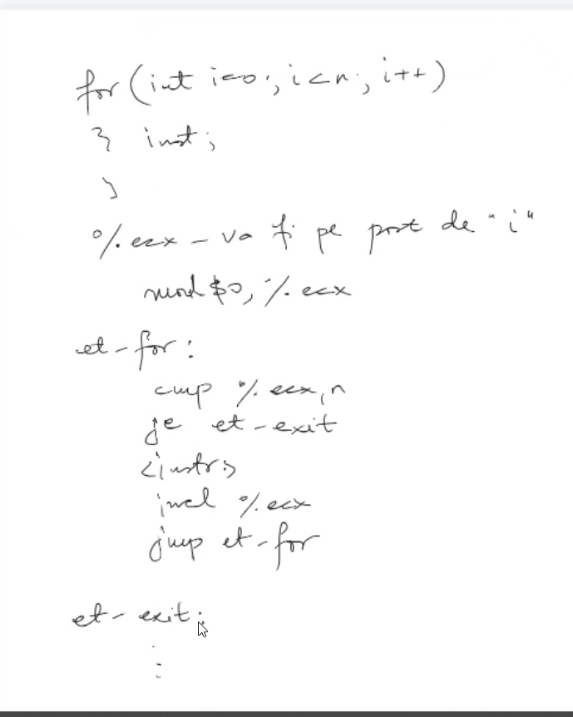 for (int i=0; i<n; i++)
{ inst;
}
%ecx – va fi pe post de "i"
movl $0, %ecx
et-for:
cmp %ecx, n
je et-exit
<instr>
incl %ecx
jmp et-for
et-exit:
⋮